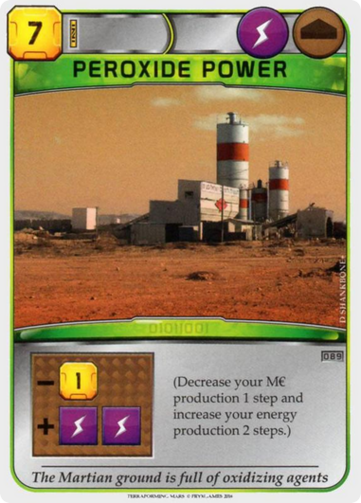 7
PEROXIDE POWER
D.SHANKBONE
089
- 1
+
(Decrease your M€
production 1 step and
increase your energy
production 2 steps.)
The Martian ground is full of oxidizing agents
TERRAFORMING MARS © FRYXGAMES 2016